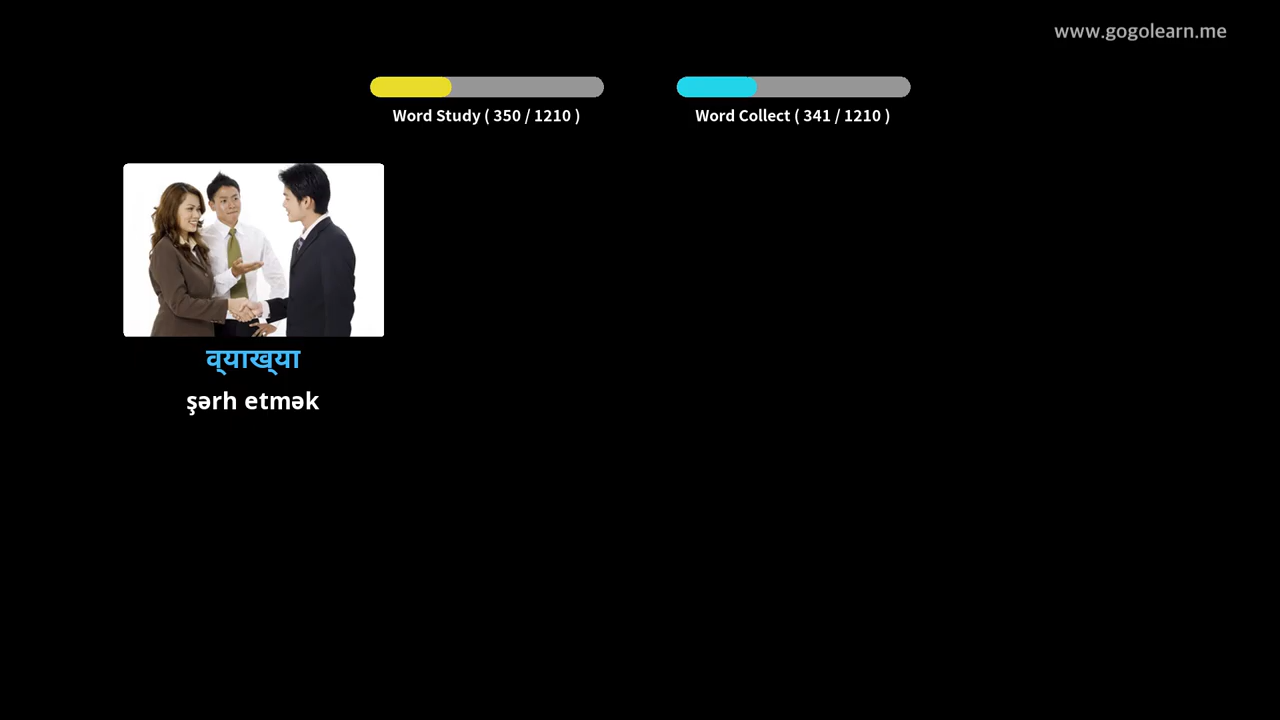 www.gogolearn.me
Word Study ( 350 / 1210 )
Word Collect ( 341 / 1210 )
व्याख्या
şərh etmək